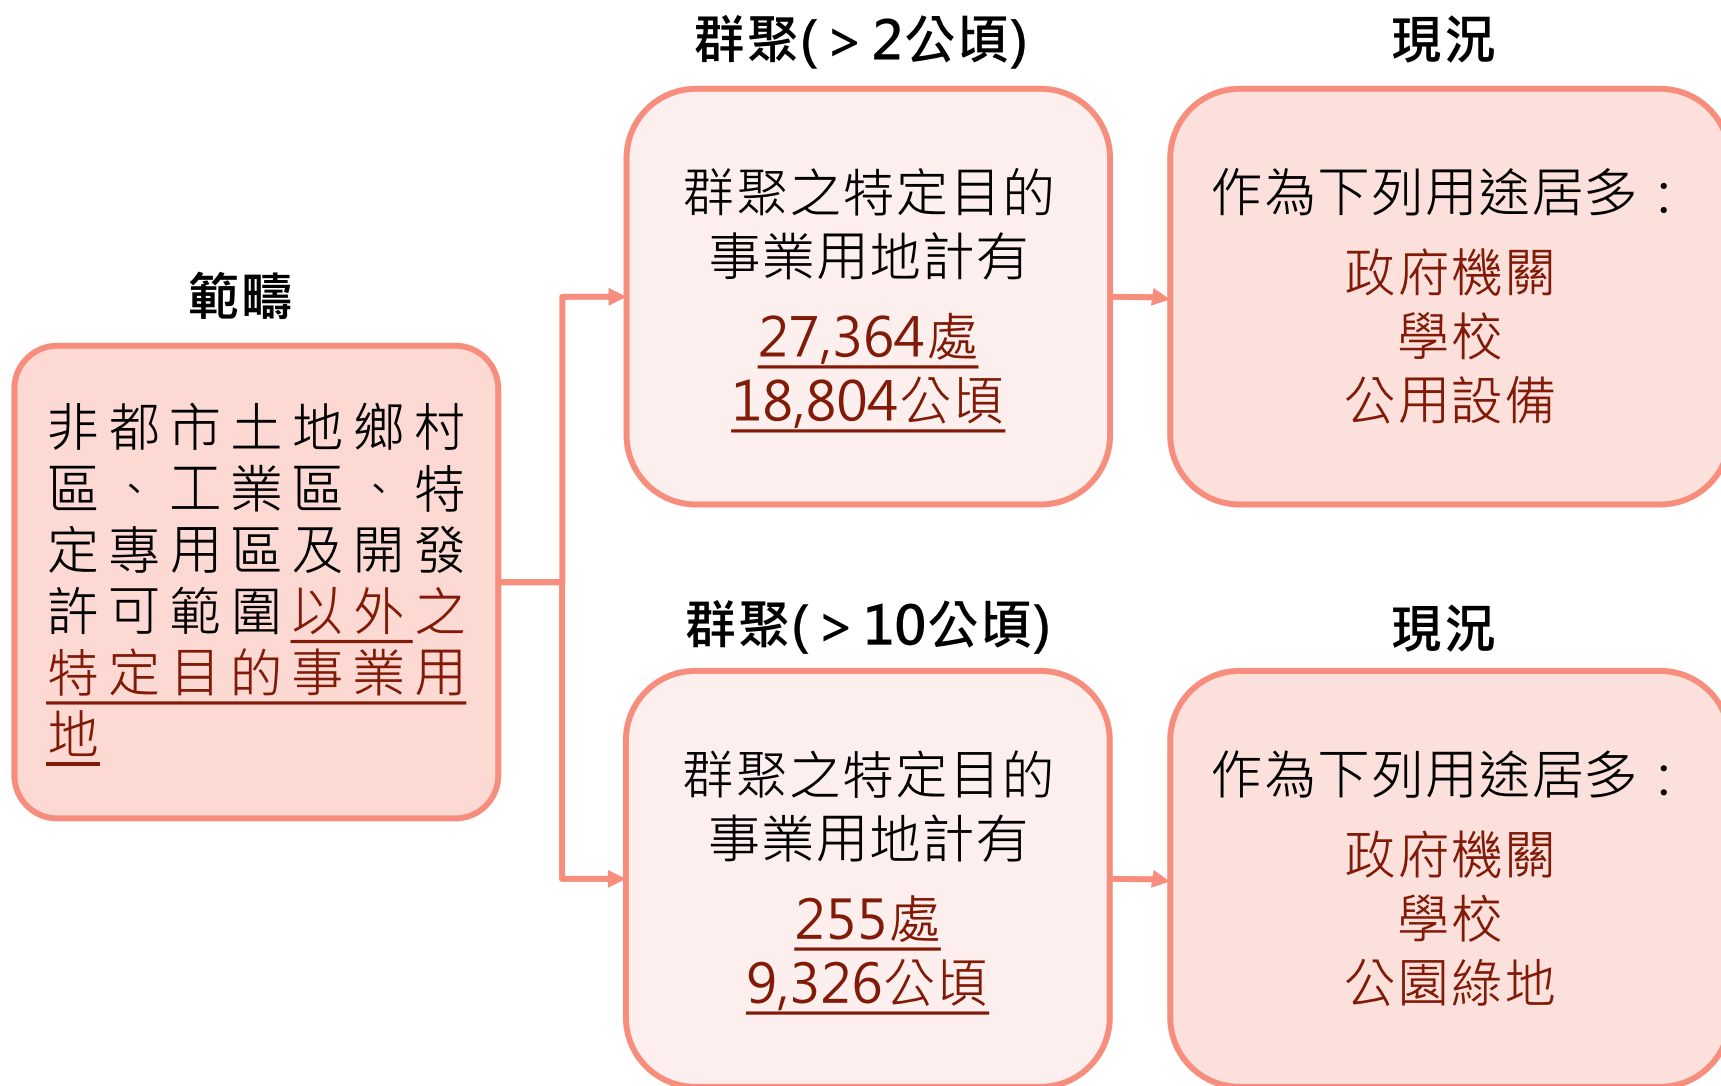 範疇
非都市土地鄉村
區、工業區、特
定專用區及開發
許可範圍以外之
特定目的事業用
地
群聚(＞2公頃)
群聚之特定目的
事業用地計有
27,364處
18,804公頃
現況
作為下列用途居多：
政府機關
學校
公用設備
群聚(＞10公頃)
群聚之特定目的
事業用地計有
255處
9,326公頃
現況
作為下列用途居多：
政府機關
學校
公園綠地